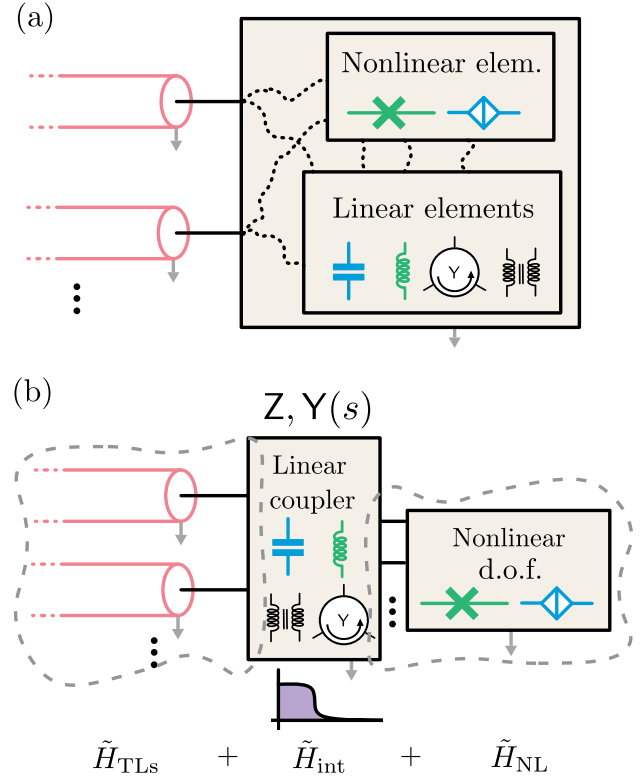 (a)
Nonlinear elem.
Linear elements
Y
(b)
Z, Y(s)
Linear
coupler
Nonlinear
d.o.f.
Y
H̃_TLs + H̃_int + H̃_NL